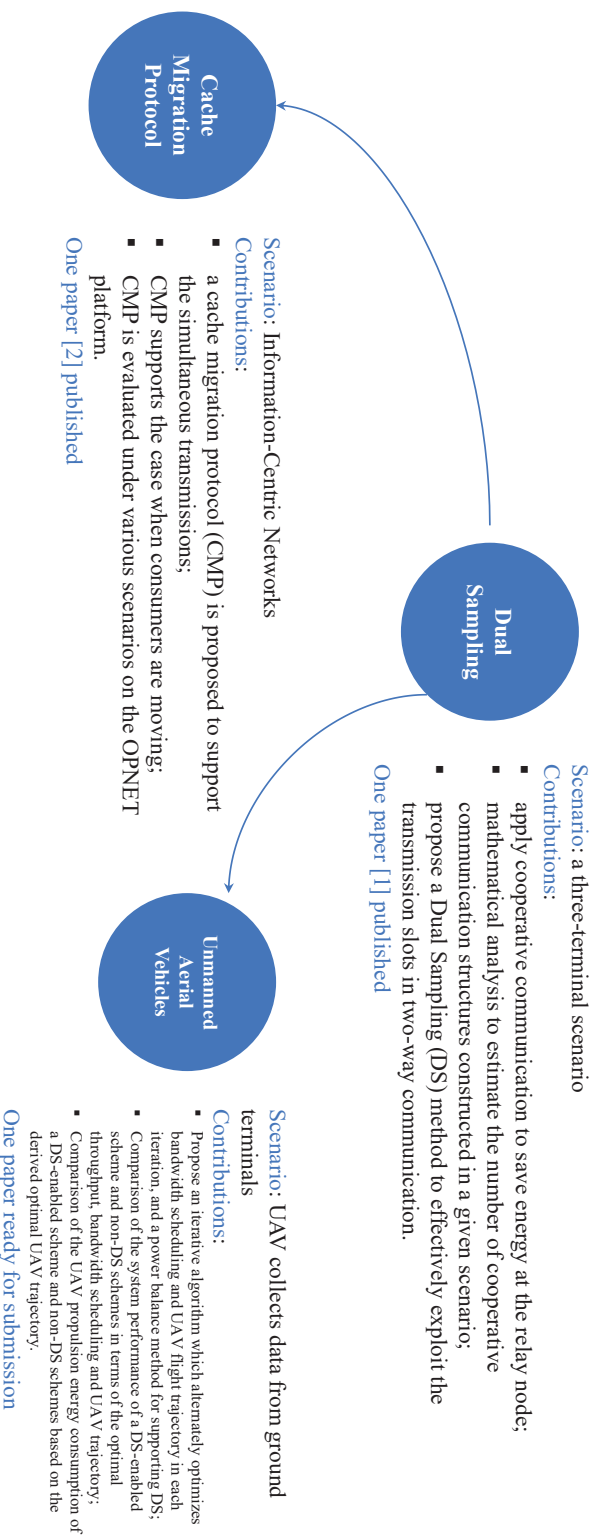 Dual
Sampling
Scenario: a three-terminal scenario
Contributions:
▪ apply cooperative communication to save energy at the relay node;
▪ mathematical analysis to estimate the number of cooperative
communication structures constructed in a given scenario;
▪ propose a Dual Sampling (DS) method to effectively exploit the
transmission slots in two-way communication.
One paper [1] published
Cache
Migration
Protocol
Scenario: Information-Centric Networks
Contributions:
▪ a cache migration protocol (CMP) is proposed to support
the simultaneous transmissions;
▪ CMP supports the case when consumers are moving;
▪ CMP is evaluated under various scenarios on the OPNET
platform.
One paper [2] published
Unmanned
Aerial
Vehicles
Scenario: UAV collects data from ground
terminals
Contributions:
▪ Propose an iterative algorithm which alternately optimizes
bandwidth scheduling and UAV flight trajectory in each
iteration, and a power balance method for supporting DS;
▪ Comparison of the system performance of a DS-enabled
scheme and non-DS schemes in terms of the optimal
throughput, bandwidth scheduling and UAV trajectory;
▪ Comparison of the UAV propulsion energy consumption of
a DS-enabled scheme and non-DS schemes based on the
derived optimal UAV trajectory.
One paper ready for submission